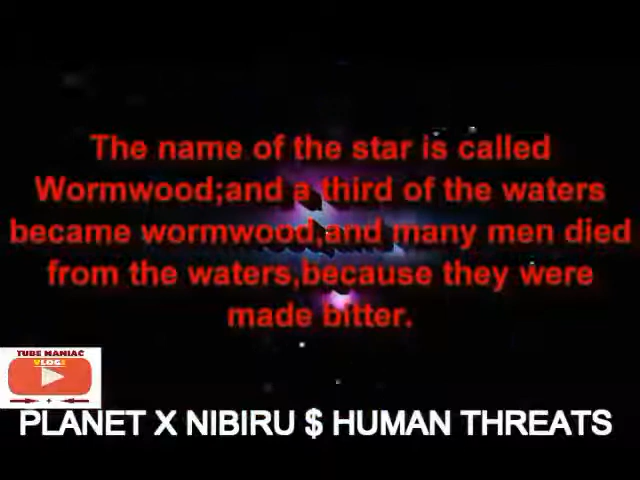 The name of the star is called
Wormwood;and a third of the waters
became wormwood,and many men died
from the waters,because they were
made bitter.
TUBE MANIAC
VLOGS
PLANET X NIBIRU $ HUMAN THREATS